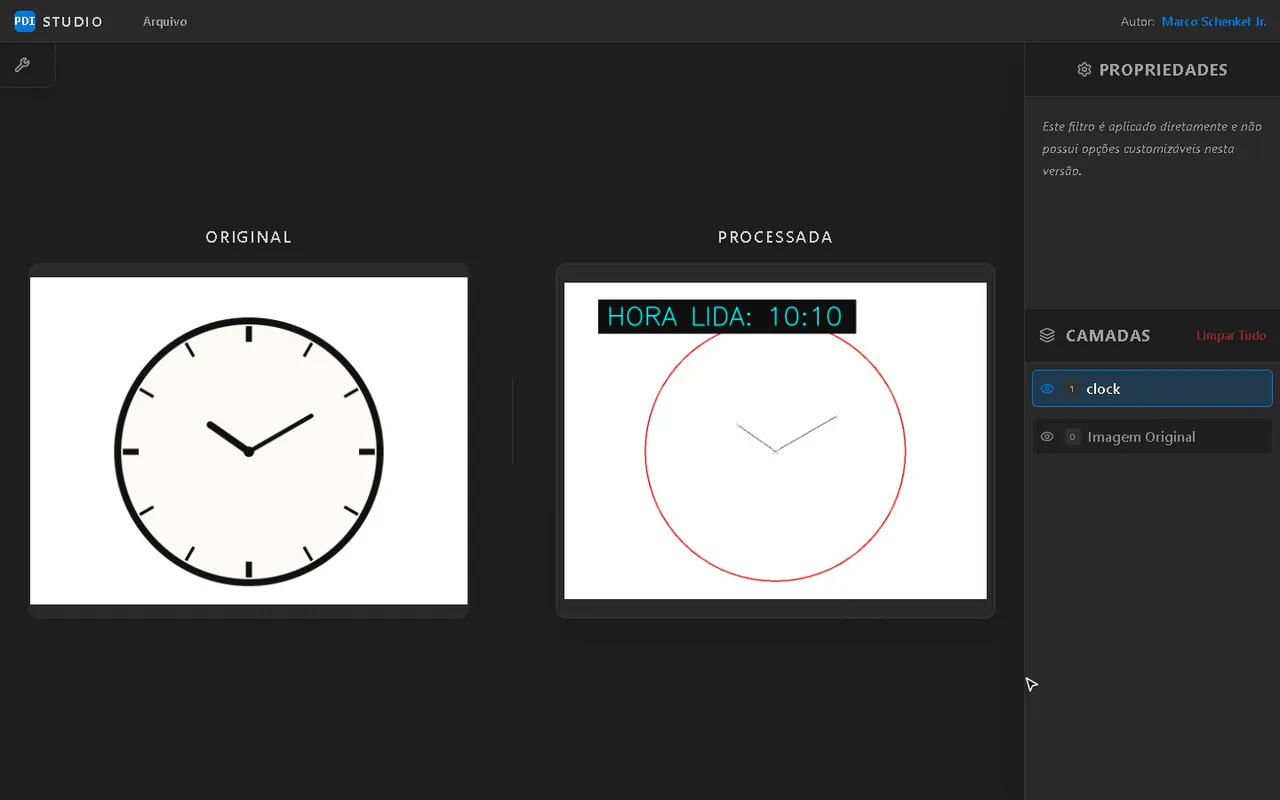 PDI STUDIO
Arquivo
Autor: Marco Schenkel Jr.
PROPRIEDADES
Este filtro é aplicado diretamente e não
possui opções customizáveis nesta
versão.
ORIGINAL
PROCESSADA
HORA LIDA: 10:10
CAMADAS
Limpar Tudo
1 clock
0 Imagem Original